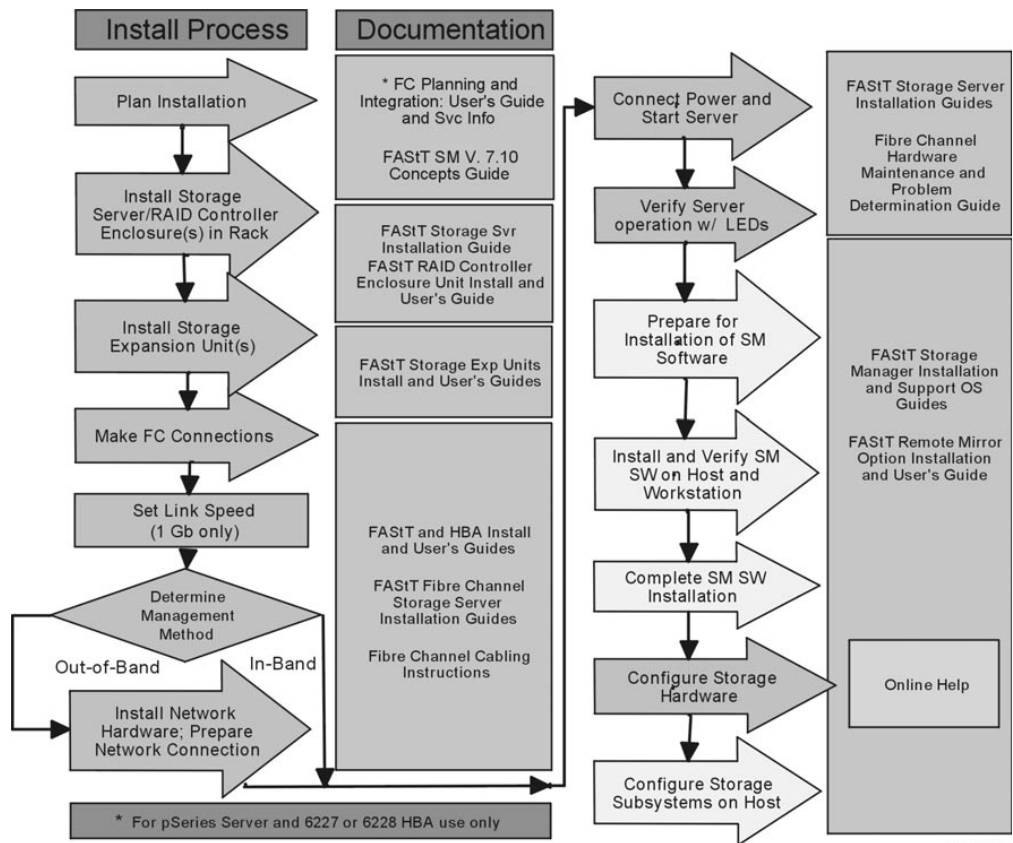 Install Process
Documentation
Plan Installation
Install Storage
Server/RAID Controller
Enclosure(s) in Rack
Install Storage
Expansion Unit(s)
Make FC Connections
Set Link Speed
(1 Gb only)
Determine
Management
Method
Out-of-Band
In-Band
Install Network
Hardware; Prepare
Network Connection
* FC Planning and
Integration: User's Guide
and Svc Info
FAStT SM V. 7.10
Concepts Guide
FAStT Storage Svr
Installation Guide
FAStT RAID Controller
Enclosure Unit Install and
User's Guide
FAStT Storage Exp Units
Install and User's Guides
FAStT and HBA Install
and User's Guides
FAStT Fibre Channel
Storage Server
Installation Guides
Fibre Channel Cabling
Instructions
* For pSeries Server and 6227 or 6228 HBA use only
Connect Power and
Start Server
Verify Server
operation w/ LEDs
Prepare for
Installation of SM
Software
Install and Verify SM
SW on Host and
Workstation
Complete SM SW
Installation
Configure Storage
Hardware
Configure Storage
Subsystems on Host
FAStT Storage Server
Installation Guides
Fibre Channel
Hardware
Maintenance and
Problem
Determination Guide
FAStT Storage
Manager Installation
and Support OS
Guides
FAStT Remote Mirror
Option Installation
and User's Guide
Online Help